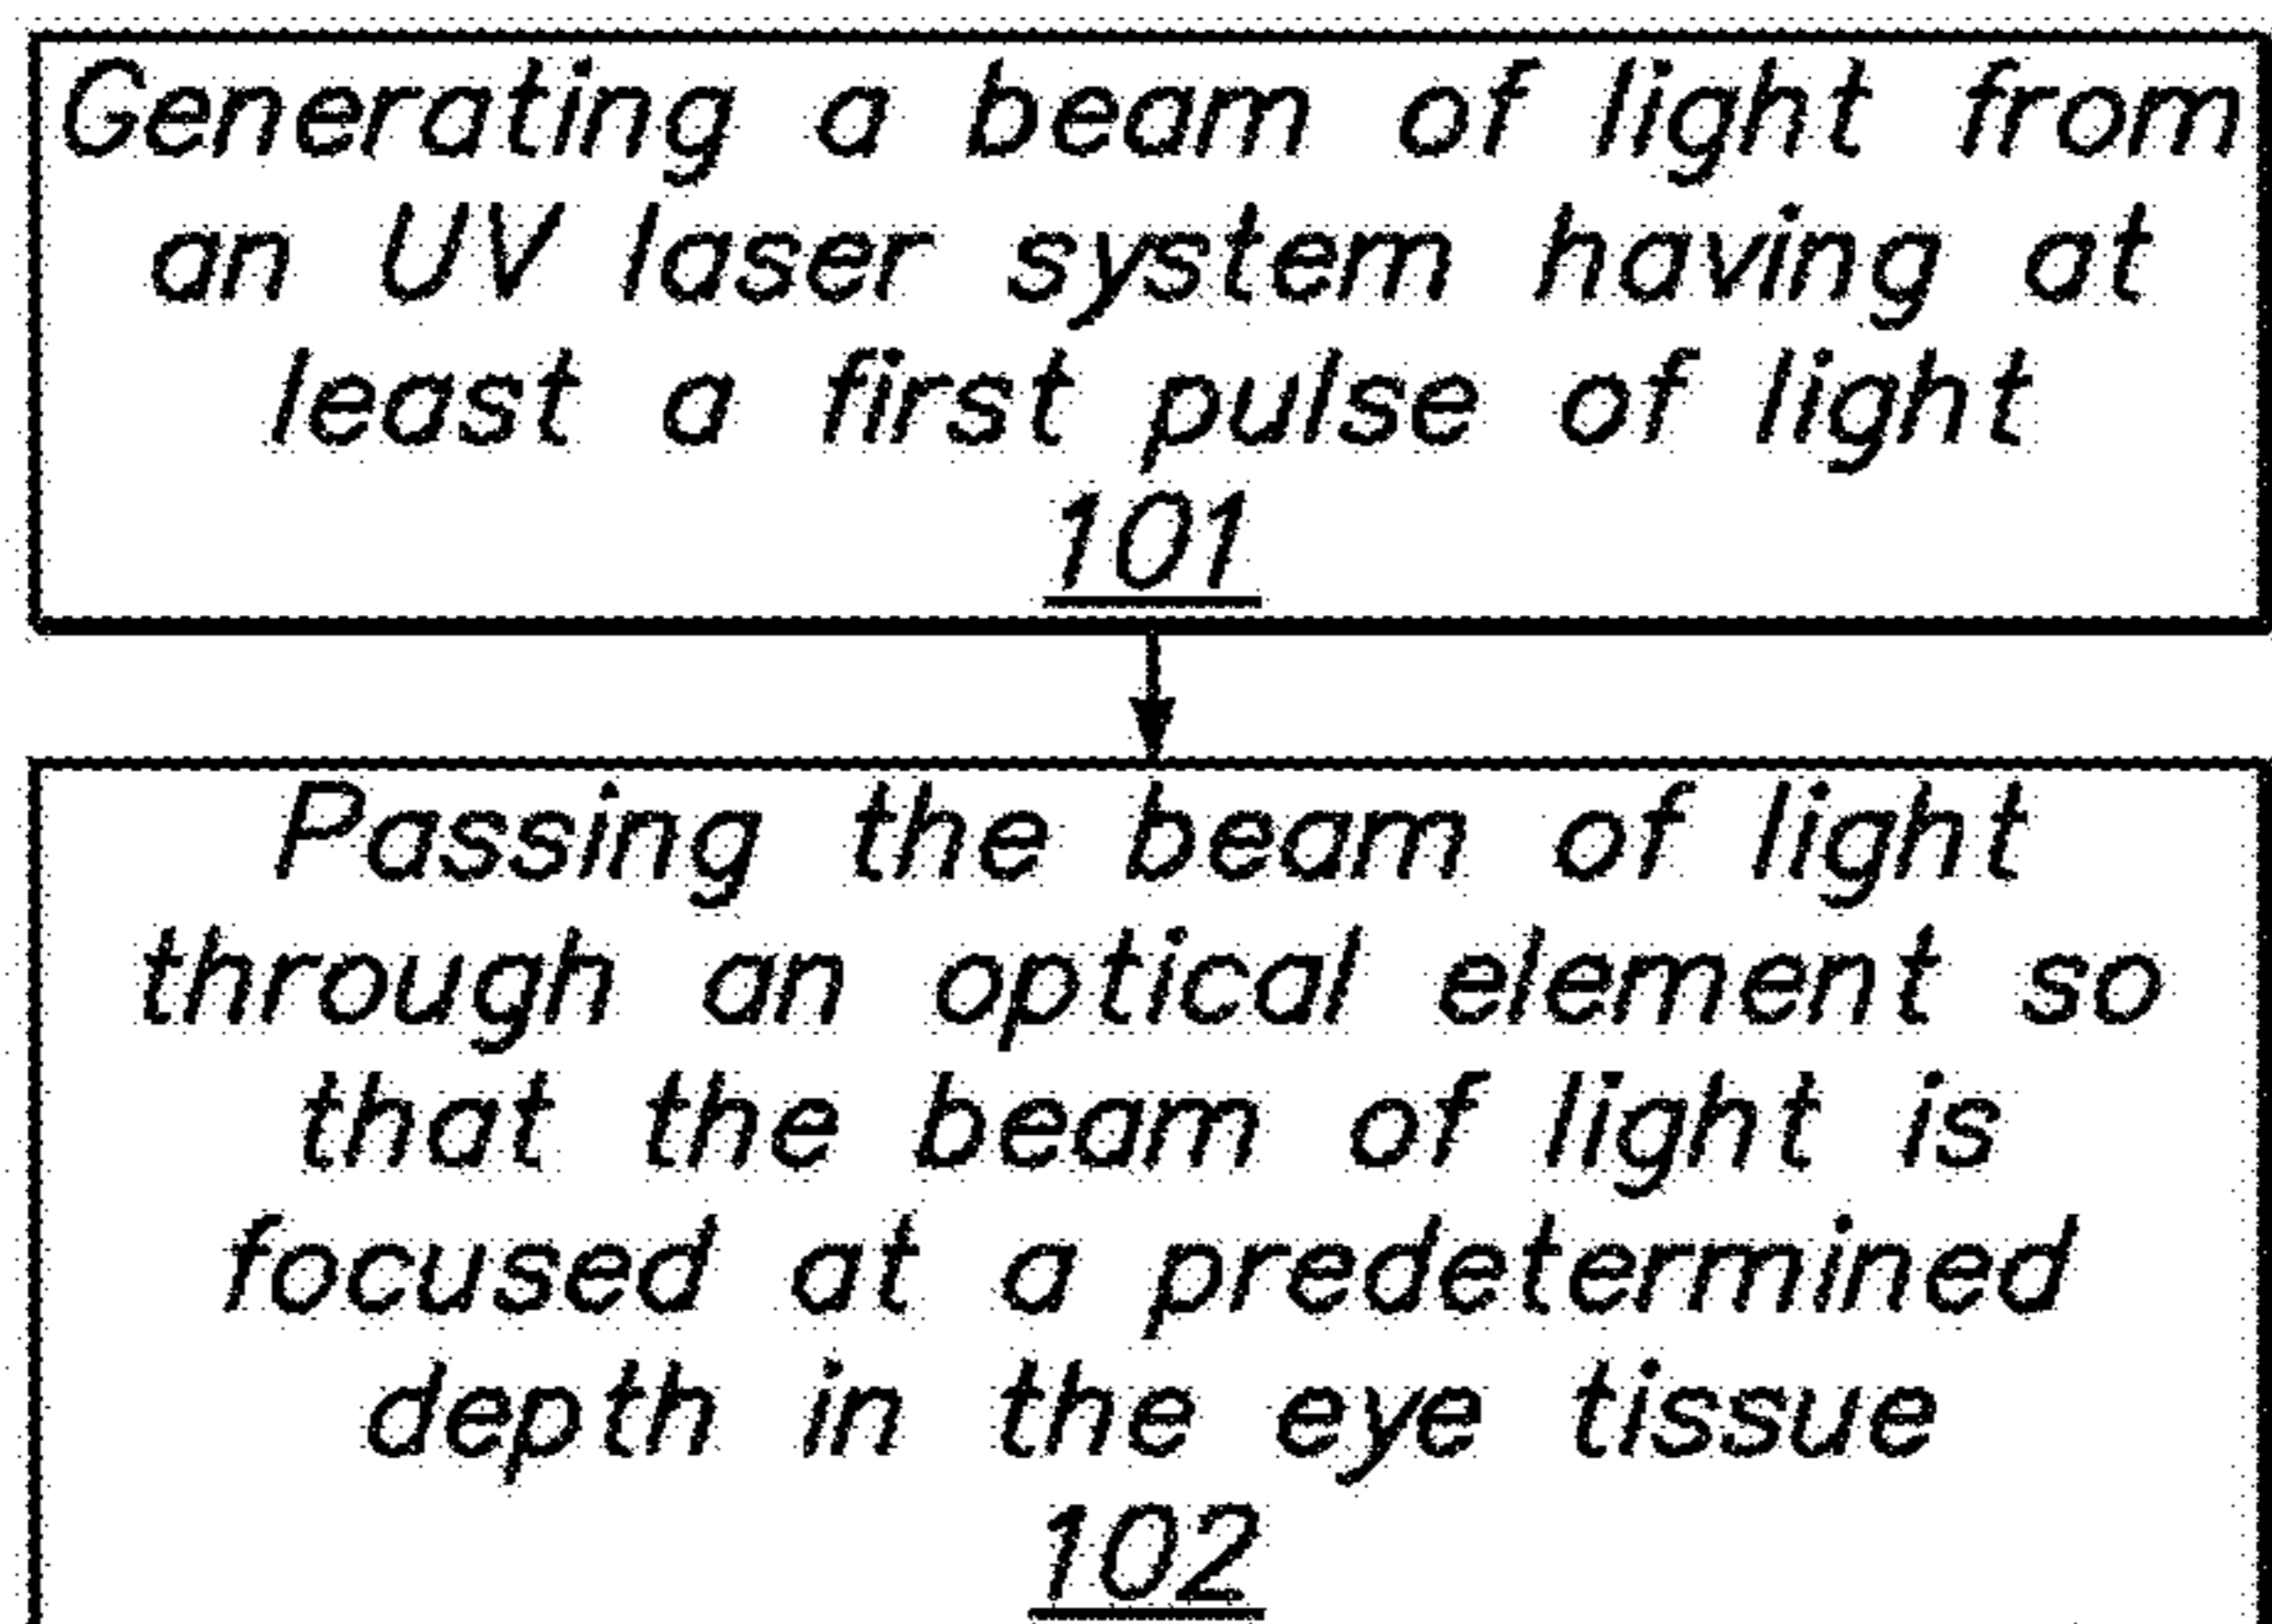 Generating a beam of light from
an UV laser system having at
least a first pulse of light
101
Passing the beam of light
through an optical element so
that the beam of light is
focused at a predetermined
depth in the eye tissue
102